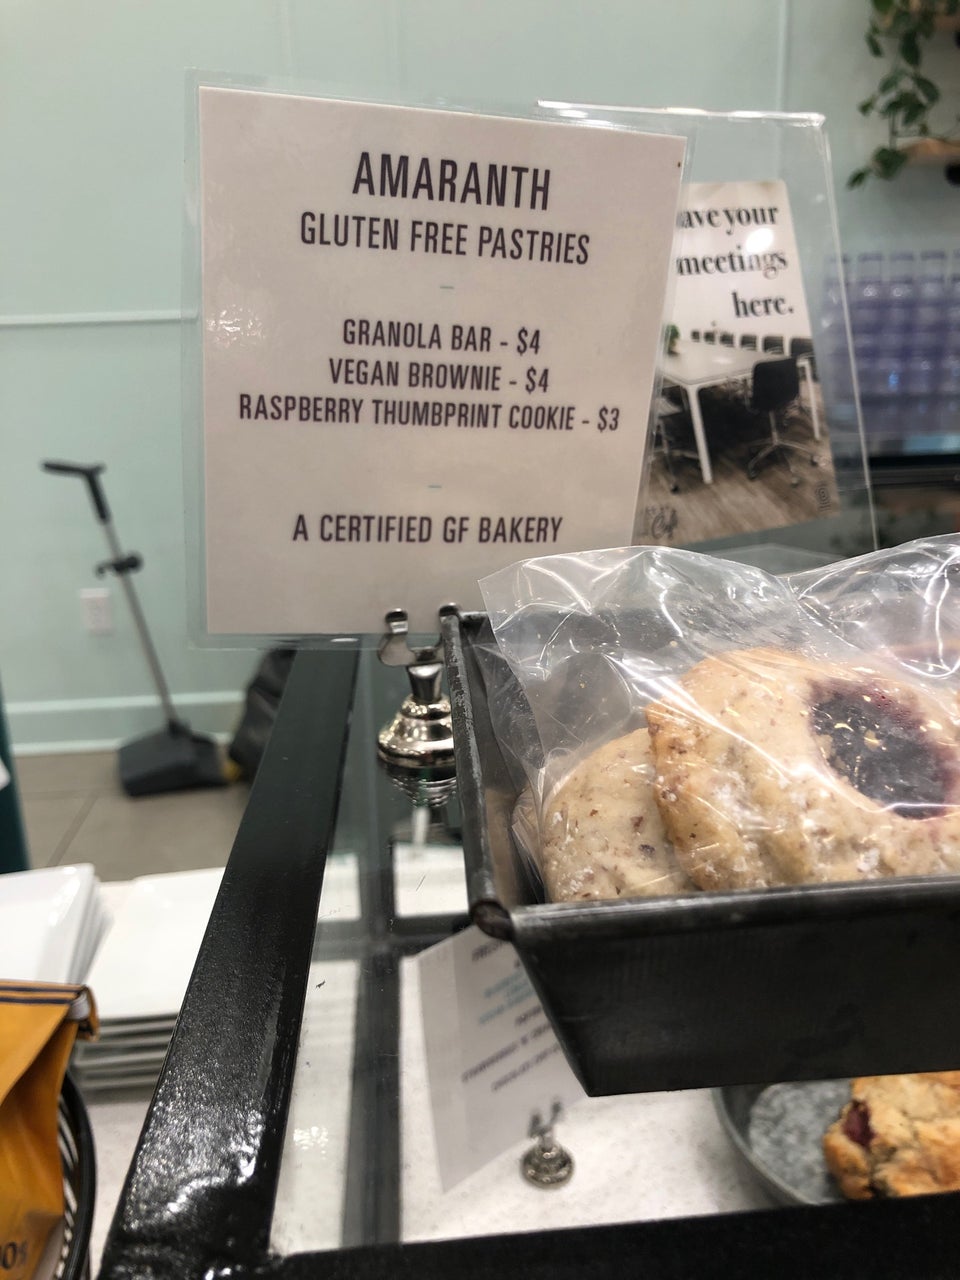 AMARANTH
GLUTEN FREE PASTRIES
GRANOLA BAR - $4
VEGAN BROWNIE - $4
RASPBERRY THUMBPRINT COOKIE - $3
A CERTIFIED GF BAKERY
ave your
meetings
here.